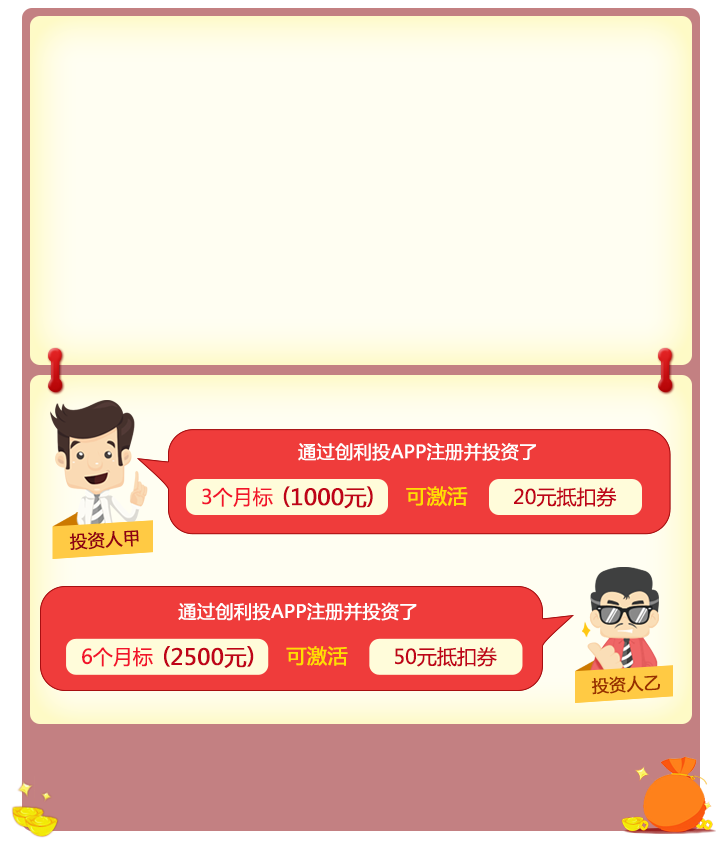 通过创利投APP注册并投资了
3个月标 (1000元) 可激活 20元抵扣券
投资人甲
通过创利投APP注册并投资了
6个月标 (2500元) 可激活 50元抵扣券
投资人乙